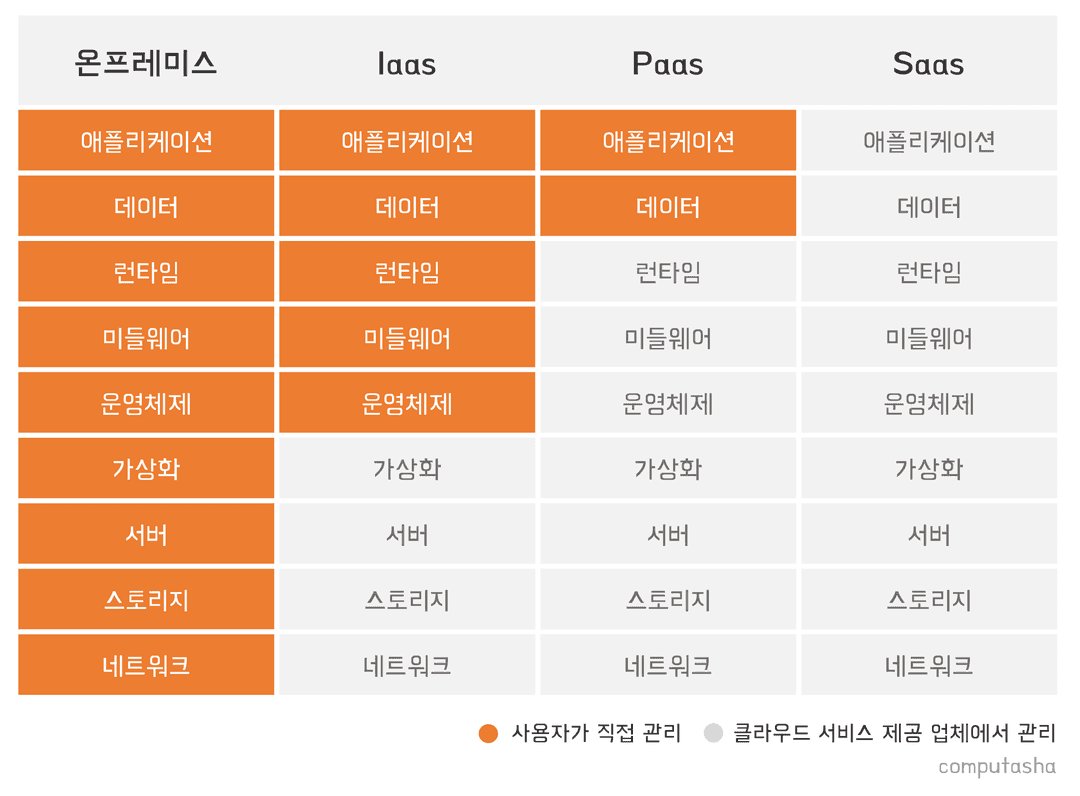 온프레미스 Iaas Paas Saas
애플리케이션 애플리케이션 애플리케이션 애플리케이션
데이터 데이터 데이터 데이터
런타임 런타임 런타임 런타임
미들웨어 미들웨어 미들웨어 미들웨어
운영체제 운영체제 운영체제 운영체제
가상화 가상화 가상화 가상화
서버 서버 서버 서버
스토리지 스토리지 스토리지 스토리지
네트워크 네트워크 네트워크 네트워크
사용자가 직접 관리 클라우드 서비스 제공 업체에서 관리
computasha